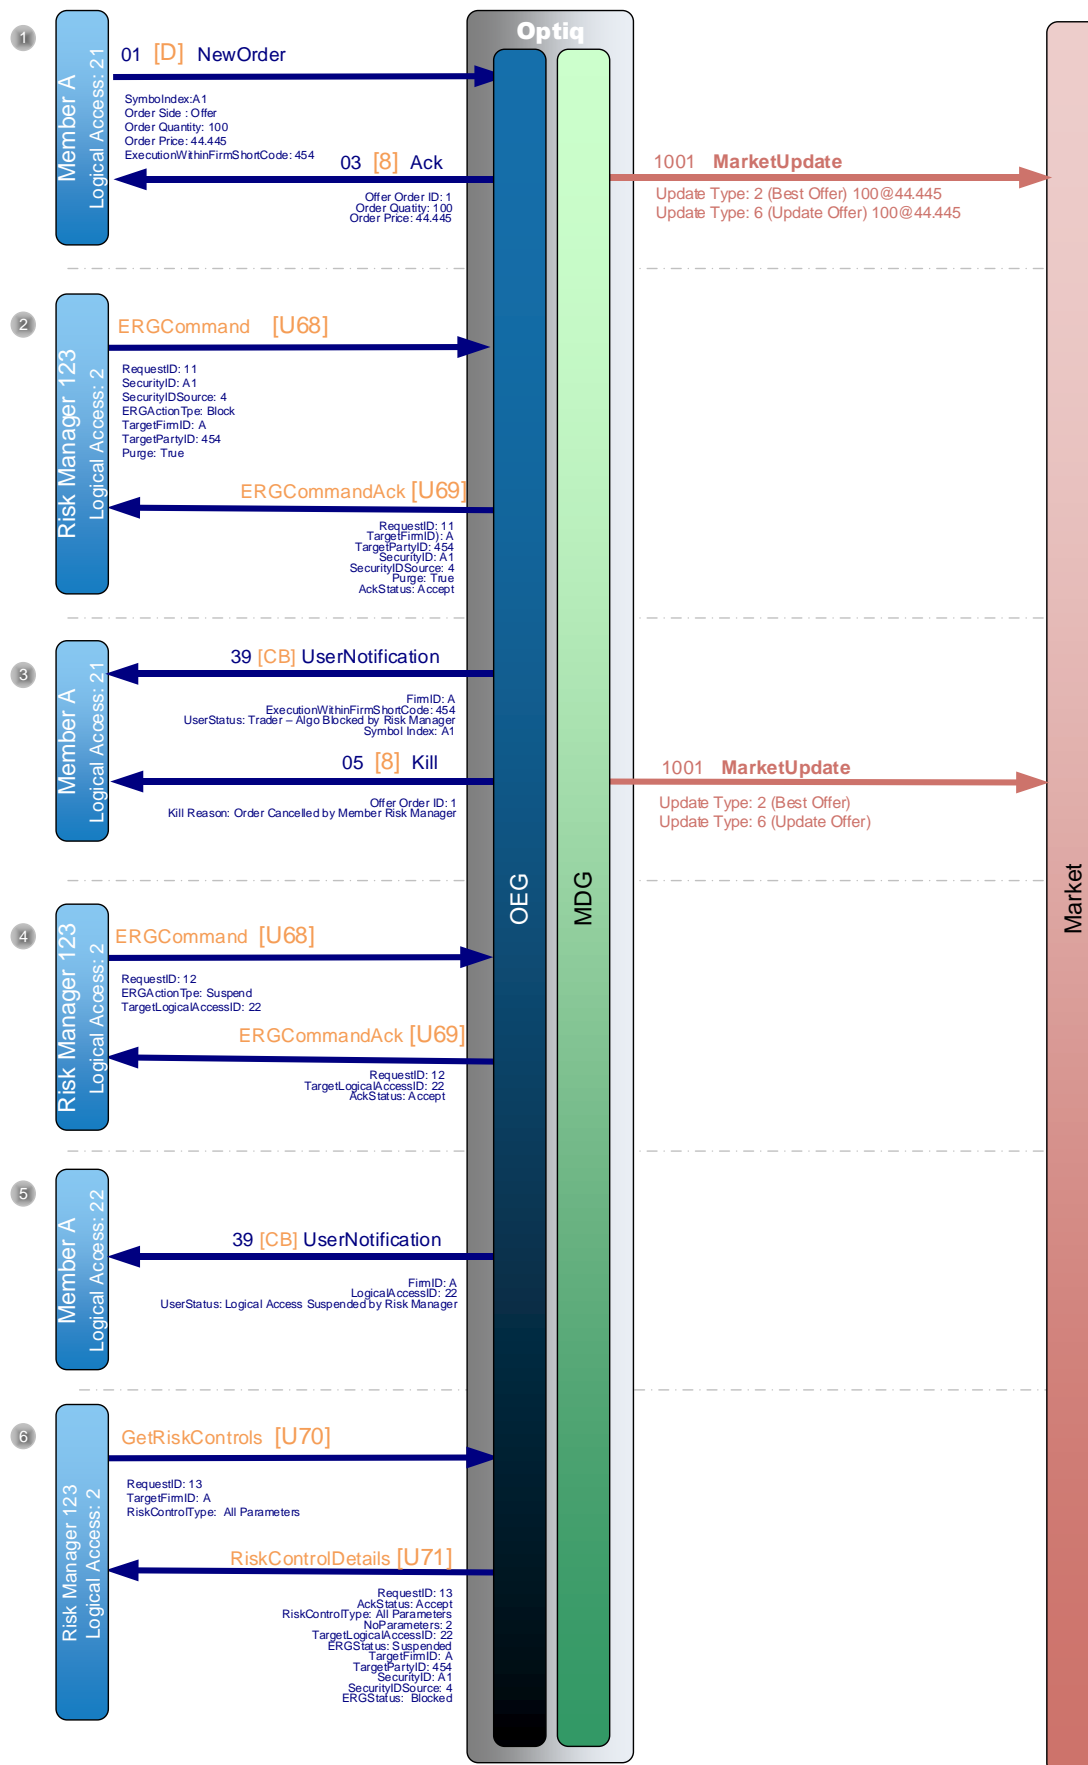 Optiq
1
Member A
Logical Access: 21
01 [D] NewOrder
SymboIndex:A1
Order Side : Offer
Order Quantity: 100
Order Price: 44.445
ExecutionWithinFirmShortCode: 454
03 [8] Ack
Offer Order ID: 1
Order Quatity: 100
Order Price: 44.445
1001 MarketUpdate
Update Type: 2 (Best Offer) 100@44.445
Update Type: 6 (Update Offer) 100@44.445
2
Risk Manager 123
Logical Access: 2
ERGCommand [U68]
RequestID: 11
SecurityID: A1
SecurityIDSource: 4
ERGActionTpe: Block
TargetFirmID: A
TargetPartyID: 454
Purge: True
ERGCommandAck [U69]
RequestID: 11
TargetFirmID): A
TargetPartyID: 454
SecurityID: A1
SecurityIDSource: 4
Purge: True
AckStatus: Accept
3
Member A
Logical Access: 21
39 [CB] UserNotification
FirmID: A
ExecutionWithinFirmShortCode: 454
UserStatus: Trader – Algo Blocked by Risk Manager
Symbol Index: A1
05 [8] Kill
Offer Order ID: 1
Kill Reason: Order Cancelled by Member Risk Manager
1001 MarketUpdate
Update Type: 2 (Best Offer)
Update Type: 6 (Update Offer)
OEG
MDG
Market
4
Risk Manager 123
Logical Access: 2
ERGCommand [U68]
RequestID: 12
ERGActionTpe: Suspend
TargetLogicalAccessID: 22
ERGCommandAck [U69]
RequestID: 12
TargetLogicalAccessID: 22
AckStatus: Accept
5
Member A
Logical Access: 22
39 [CB] UserNotification
FirmID: A
LogicalAccessID: 22
UserStatus: Logical Access Suspended by Risk Manager
6
Risk Manager 123
Logical Access: 2
GetRiskControls [U70]
RequestID: 13
TargetFirmID: A
RiskControlType: All Parameters
RiskControlDetails [U71]
RequestID: 13
AckStatus: Accept
RiskControlType: All Parameters
NoParameters: 2
TargetLogicalAccessID: 22
ERGStatus: Suspended
TargetFirmID: A
TargetPartyID: 454
SecurityID: A1
SecurityIDSource: 4
ERGStatus: Blocked